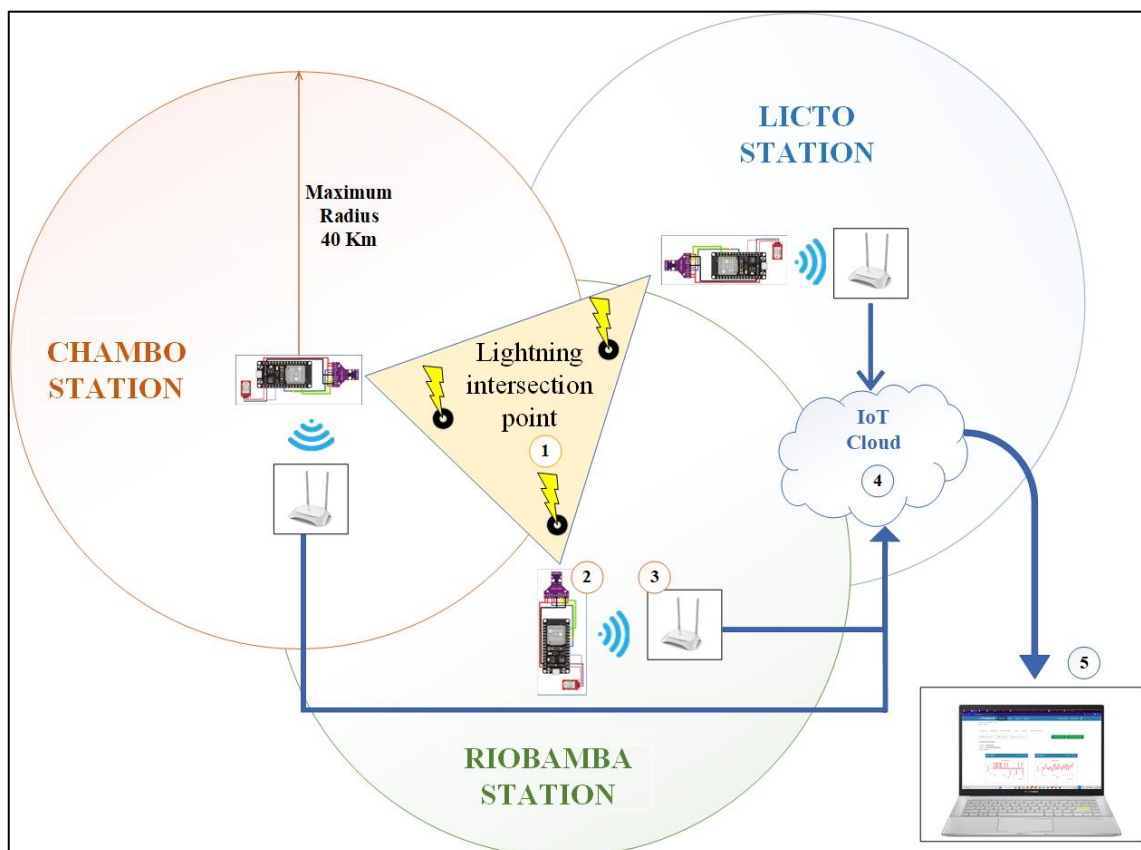 LICTO
STATION
Maximum
Radius
40 Km
CHAMBO
STATION
Lightning
intersection
point
1
IoT
Cloud
4
2
3
5
RIOBAMBA
STATION